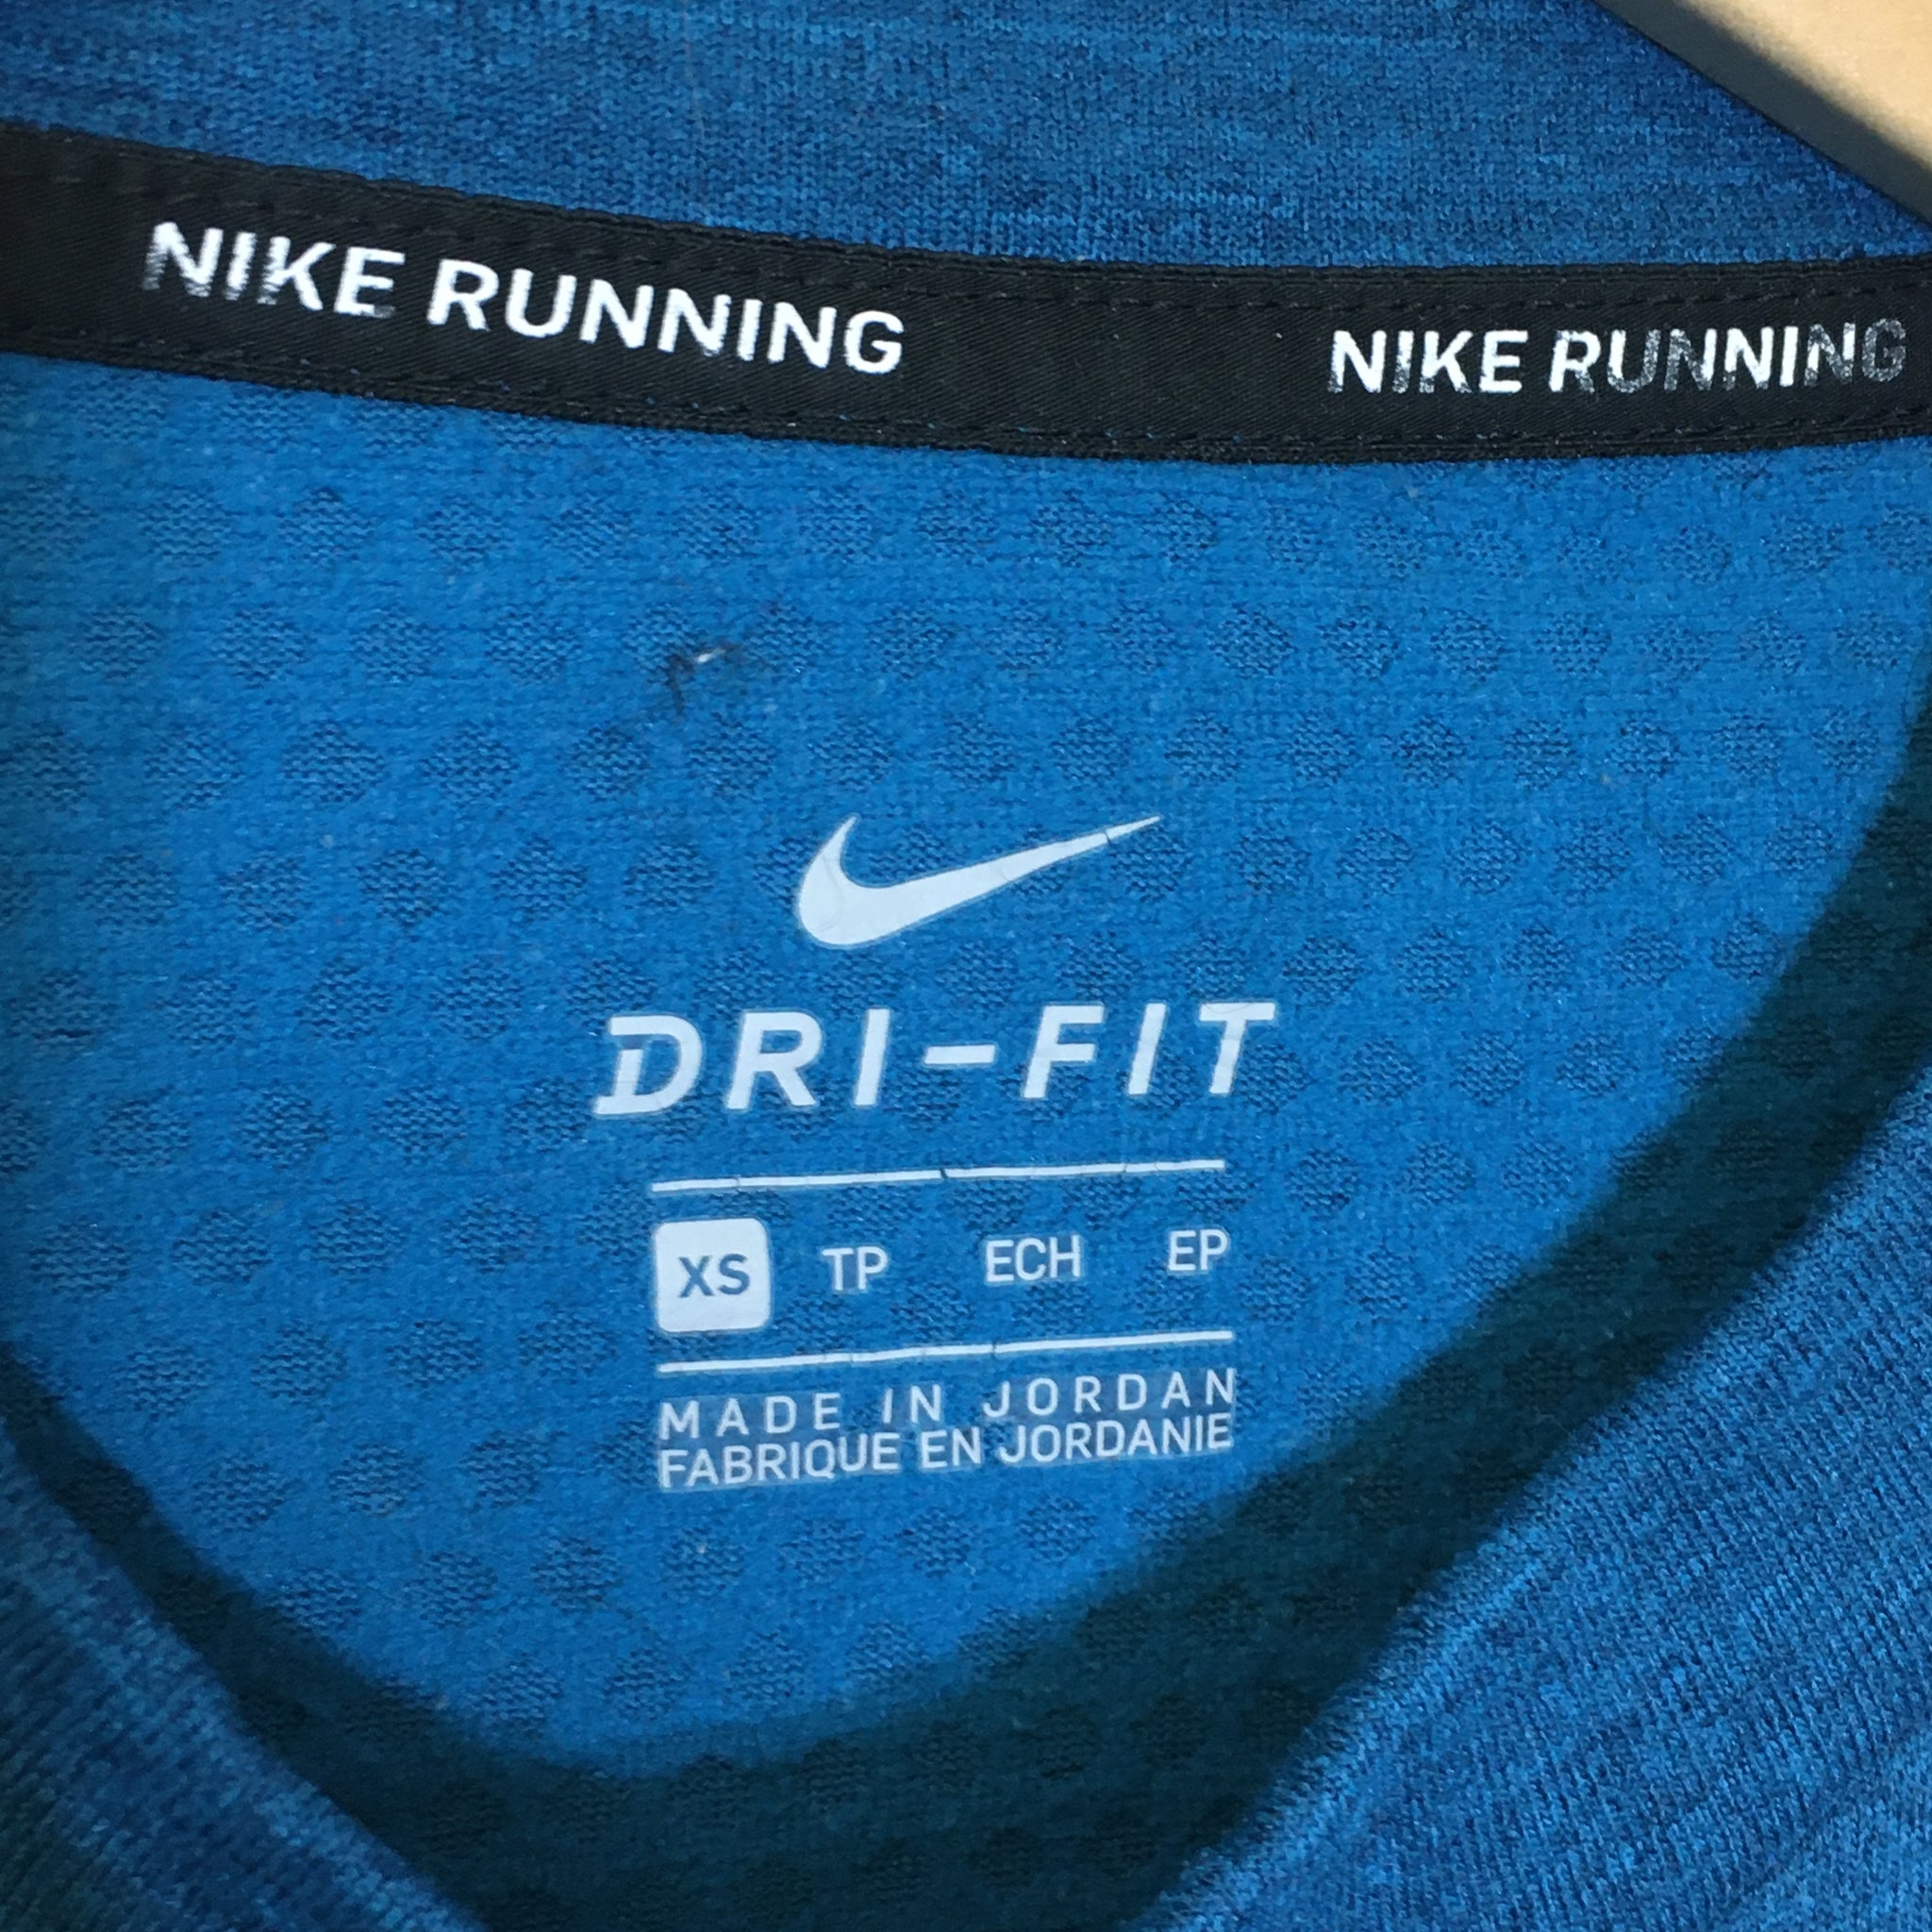 NIKE RUNNING NIKE RUNNING
DRI-FIT
XS TP ECH EP
MADE IN JORDAN
FABRIQUE EN JORDANIE